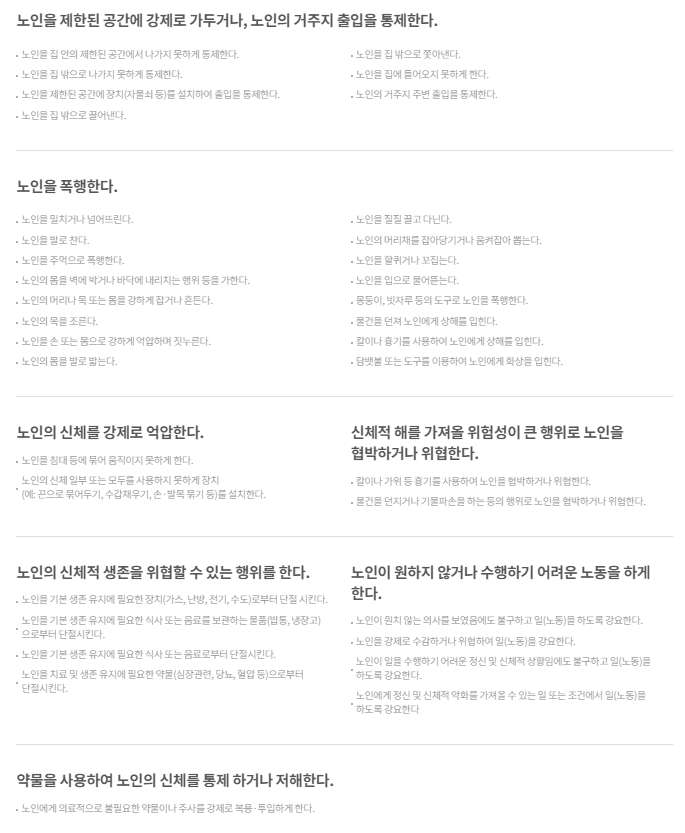 노인을 제한된 공간에 강제로 가두거나, 노인의 거주지 출입을 통제한다.
· 노인을 집 안의 제한된 공간에서 나가지 못하게 통제한다.
· 노인을 집 밖으로 나가지 못하게 통제한다.
· 노인을 제한된 공간에 장치(자물쇠 등)를 설치하여 출입을 통제한다.
· 노인을 집 밖으로 끌어낸다.
· 노인을 집 밖으로 쫓아낸다.
· 노인을 집에 들어오지 못하게 한다.
· 노인의 거주지 주변 출입을 통제한다.
노인을 폭행한다.
· 노인을 밀치거나 넘어뜨린다.
· 노인을 발로 찬다.
· 노인을 주먹으로 폭행한다.
· 노인의 몸을 벽에 박거나 바닥에 내리치는 행위 등을 가한다.
· 노인의 머리나 목 또는 몸을 강하게 잡거나 흔든다.
· 노인의 목을 조른다.
· 노인을 손 또는 몸으로 강하게 억압하며 짓누른다.
· 노인의 몸을 발로 밟는다.
· 노인을 질질 끌고 다닌다.
· 노인의 머리채를 잡아당기거나 움켜잡아 뽑는다.
· 노인을 할퀴거나 꼬집는다.
· 노인을 입으로 물어뜯는다.
· 몽둥이, 빗자루 등의 도구로 노인을 폭행한다.
· 물건을 던져 노인에게 상해를 입힌다.
· 칼이나 흉기를 사용하여 노인에게 상해를 입힌다.
· 담뱃불 또는 도구를 이용하여 노인에게 화상을 입힌다.
노인의 신체를 강제로 억압한다.
· 노인을 침대 등에 묶어 움직이지 못하게 한다.
· 노인의 신체 일부 또는 모두를 사용하지 못하게 장치
(예: 끈으로 묶어두기, 수갑채우기, 손·발목 묶기 등)를 설치한다.
신체적 해를 가져올 위험성이 큰 행위로 노인을
협박하거나 위협한다.
· 칼이나 가위 등 흉기를 사용하여 노인을 협박하거나 위협한다.
· 물건을 던지거나 기물파손을 하는 등의 행위로 노인을 협박하거나 위협한다.
노인의 신체적 생존을 위협할 수 있는 행위를 한다.
· 노인을 기본 생존 유지에 필요한 장치(가스, 난방, 전기, 수도)로부터 단절 시킨다.
· 노인을 기본 생존 유지에 필요한 식사 또는 음료를 보관하는 물품(밥통, 냉장고)
으로부터 단절시킨다.
· 노인을 기본 생존 유지에 필요한 식사 또는 음료로부터 단절시킨다.
· 노인을 치료 및 생존 유지에 필요한 약물(심장관련, 당뇨, 혈압 등)으로부터
단절시킨다.
노인이 원하지 않거나 수행하기 어려운 노동을 하게
한다.
· 노인이 원치 않는 의사를 보였음에도 불구하고 일(노동)을 하도록 강요한다.
· 노인을 강제로 수감하거나 위협하여 일(노동)을 강요한다.
· 노인이 일을 수행하기 어려운 정신 및 신체적 상황임에도 불구하고 일(노동)을
하도록 강요한다.
· 노인에게 정신 및 신체적 악화를 가져올 수 있는 일 또는 조건에서 일(노동)을
하도록 강요한다
약물을 사용하여 노인의 신체를 통제 하거나 저해한다.
· 노인에게 의료적으로 불필요한 약물이나 주사를 강제로 복용·투입하게 한다.